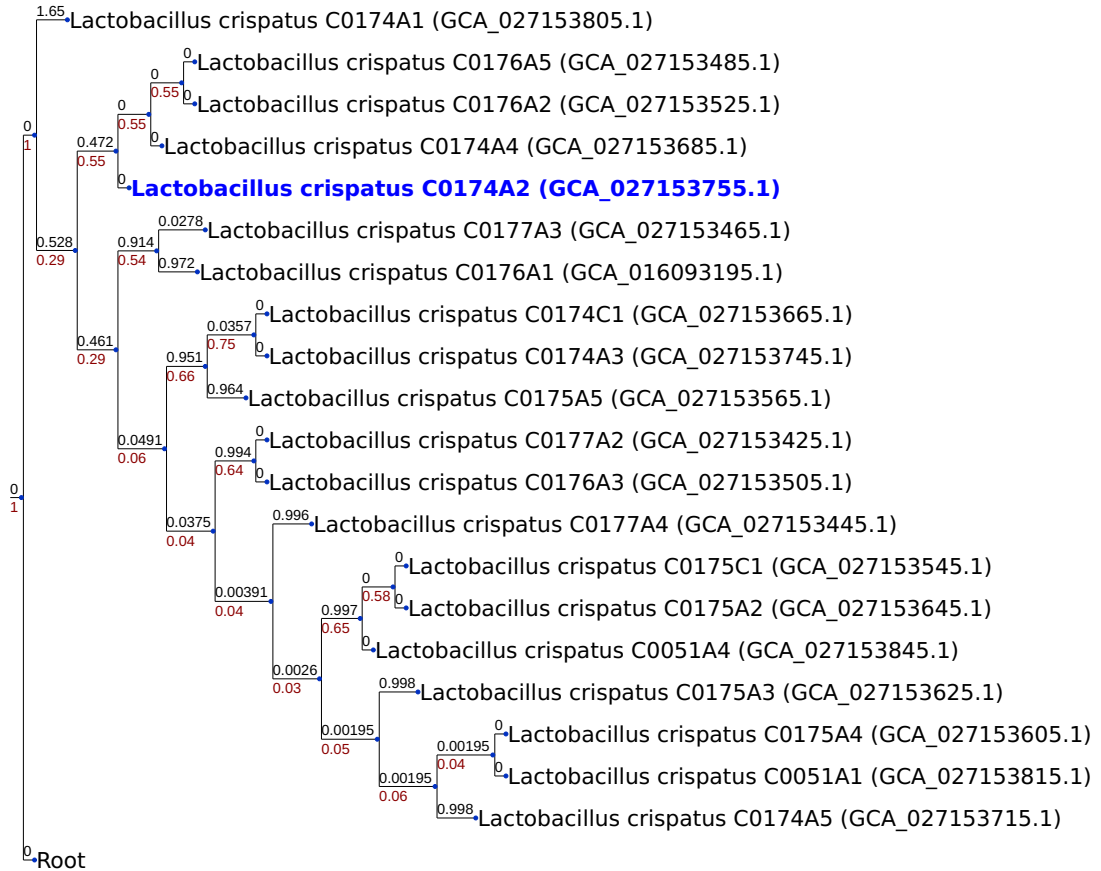 1.65 Lactobacillus crispatus C0174A1 (GCA_027153805.1)
0 Lactobacillus crispatus C0176A5 (GCA_027153485.1)
0
0.55
0 Lactobacillus crispatus C0176A2 (GCA_027153525.1)
0
0.55
0 Lactobacillus crispatus C0174A4 (GCA_027153685.1)
0
1
0.472
0.55
0 Lactobacillus crispatus C0174A2 (GCA_027153755.1)
0.0278 Lactobacillus crispatus C0177A3 (GCA_027153465.1)
0.528
0.29
0.914
0.54
0.972 Lactobacillus crispatus C0176A1 (GCA_016093195.1)
0 Lactobacillus crispatus C0174C1 (GCA_027153665.1)
0.0357
0.75
0.461
0.29
0 Lactobacillus crispatus C0174A3 (GCA_027153745.1)
0.951
0.66
0.964 Lactobacillus crispatus C0175A5 (GCA_027153565.1)
0 Lactobacillus crispatus C0177A2 (GCA_027153425.1)
0.0491
0.06
0.994
0.64
0 Lactobacillus crispatus C0176A3 (GCA_027153505.1)
0
1
0.996 Lactobacillus crispatus C0177A4 (GCA_027153445.1)
0.0375
0.04
0 Lactobacillus crispatus C0175C1 (GCA_027153545.1)
0
0.58
0.00391
0.04
0 Lactobacillus crispatus C0175A2 (GCA_027153645.1)
0.997
0.65
0 Lactobacillus crispatus C0051A4 (GCA_027153845.1)
0.0026
0.03
0.998 Lactobacillus crispatus C0175A3 (GCA_027153625.1)
0.00195
0.05
0 Lactobacillus crispatus C0175A4 (GCA_027153605.1)
0.00195
0.04
0 Lactobacillus crispatus C0051A1 (GCA_027153815.1)
0.00195
0.06
0.998 Lactobacillus crispatus C0174A5 (GCA_027153715.1)
0 Root